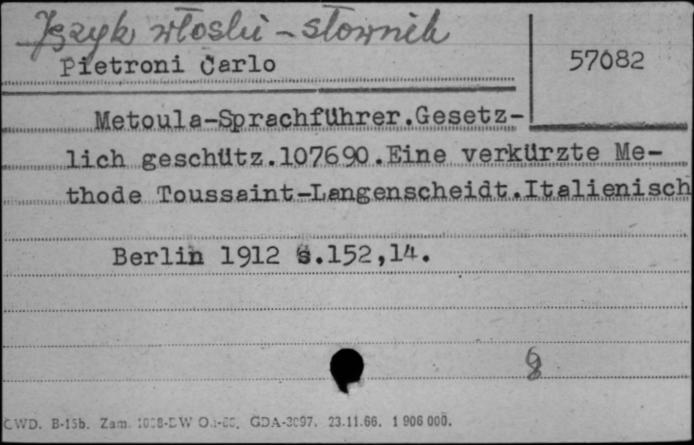 Język włoski - słownik
Pietroni Carlo
57082
Metoula-Sprachführer.Gesetz-
lich geschütz.107690.Eine verkürzte Me-
thode Toussaint-Langenscheidt.Italienisch
Berlin 1912 s.152,14.
8
CWD. B-15b. Zam. GDA-3097. 23.11.66. 1 906 000.